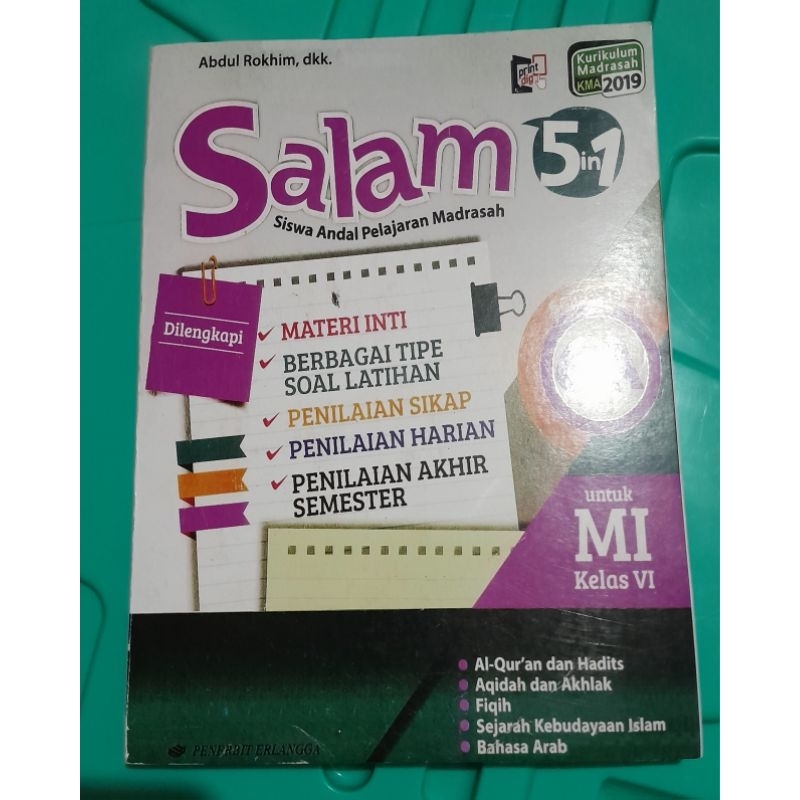 Abdul Rokhim, dkk.
print
dig
Kurikulum
Madrasah
KMA 2019
Salam
5 in 1
Siswa Andal Pelajaran Madrasah
Dilengkapi
MATERI INTI
BERBAGAI TIPE
SOAL LATIHAN
PENILAIAN SIKAP
PENILAIAN HARIAN
PENILAIAN AKHIR
SEMESTER
untuk
MI
Kelas VI
Al-Qur'an dan Hadits
Aqidah dan Akhlak
Fiqih
Sejarah Kebudayaan Islam
Bahasa Arab
PENERBIT ERLANGGA